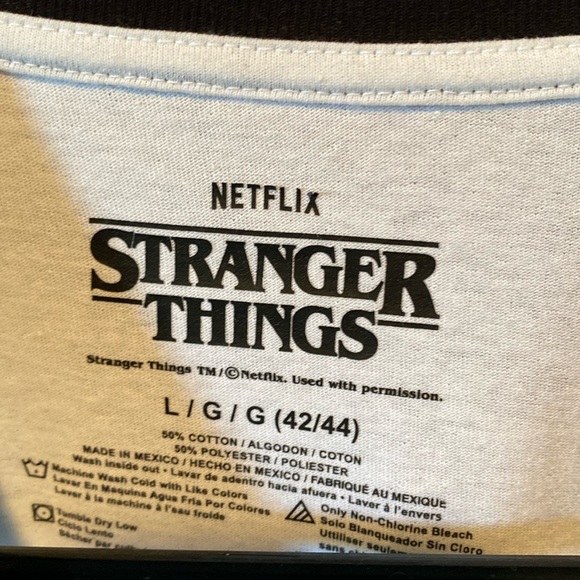 NETFLIX
STRANGER
THINGS
Stranger Things TM/©Netflix. Used with permission.
L / G / G (42/44)
50% COTTON / ALGODON / COTON
50% POLYESTER / POLIESTER
MADE IN MEXICO / HECHO EN MEXICO / FABRIQUÉ AU MEXIQUE
Wash inside out • Lavar de adentro hacia afuera • Laver à l'envers
Machine Wash Cold with Like Colors
Lavar En Maquina Agua Fria Por Colores
Laver à la machine à l'eau froide
Tumble Dry Low
Ciclo Lento
Sécher par
Only Non-Chlorine Bleach
Solo Blanqueador Sin Cloro
Utiliser